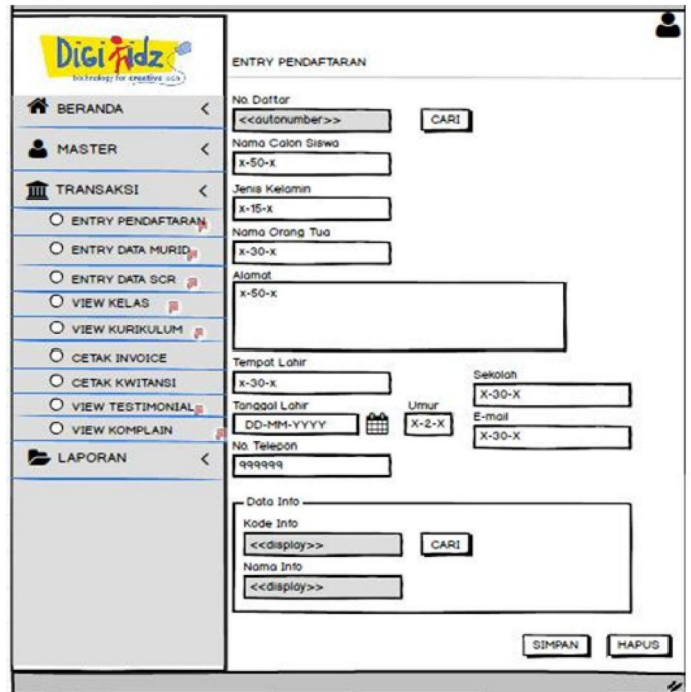 DiGi Kidz
technology for creative
ENTRY PENDAFTARAN
BERANDA
MASTER
TRANSAKSI
ENTRY PENDAFTARAN
ENTRY DATA MURID
ENTRY DATA SCR
VIEW KELAS
VIEW KURIKULUM
CETAK INVOICE
CETAK KWITANSI
VIEW TESTIMONIAL
VIEW KOMPLAIN
LAPORAN
No. Daftar
<<autonumber>>
CARI
Nama Calon Siswa
X-50-X
Jenis Kelamin
X-15-X
Nama Orang Tua
X-30-X
Alamat
X-50-X
Tempat Lahir
X-30-X
Sekolah
X-30-X
Tanggal Lahir
DD-MM-YYYY
Umur
X-2-X
E-mail
X-30-X
No. Telepon
999999
Data Info
Kode Info
<<display>>
CARI
Nama Info
<<display>>
SIMPAN
HAPUS